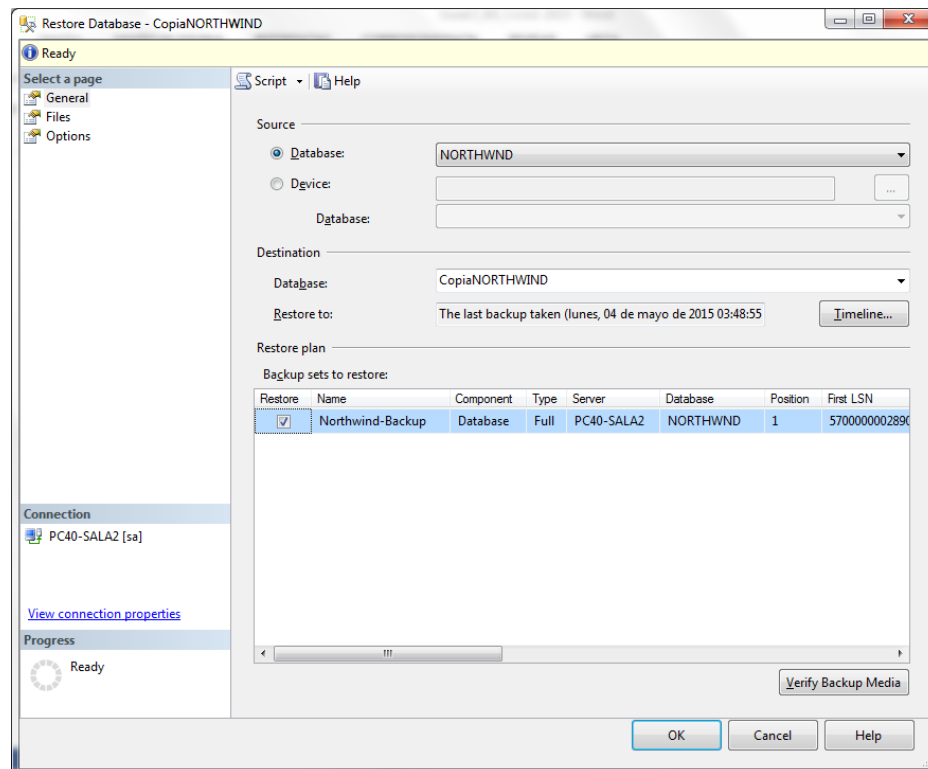 Restore Database - CopiaNORTHWIND
Ready
Select a page
General
Files
Options
Script
Help
Source
Database:
NORTHWND
Device:
...
Database:
Destination
Database:
CopiaNORTHWIND
Restore to:
The last backup taken (lunes, 04 de mayo de 2015 03:48:55
Timeline...
Restore plan
Backup sets to restore:
Restore Name Component Type Server Database Position First LSN
Northwind-Backup Database Full PC40-SALA2 NORTHWND 1 5700000002890
Connection
PC40-SALA2 [sa]
View connection properties
Progress
Ready
Verify Backup Media
OK Cancel Help